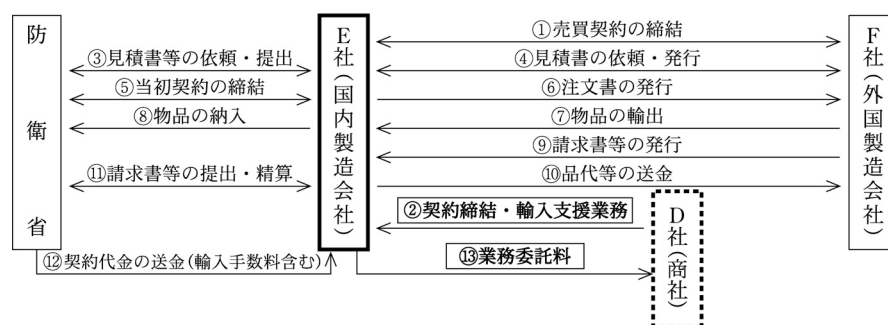 防衛省
E社（国内製造会社）
F社（外国製造会社）
D社（商社）
①売買契約の締結
③見積書等の依頼・提出
④見積書の依頼・発行
⑤当初契約の締結
⑥注文書の発行
⑧物品の納入
⑦物品の輸出
⑨請求書等の発行
⑪請求書等の提出・精算
⑩品代等の送金
②契約締結・輸入支援業務
⑫契約代金の送金(輸入手数料含む)
⑬業務委託料